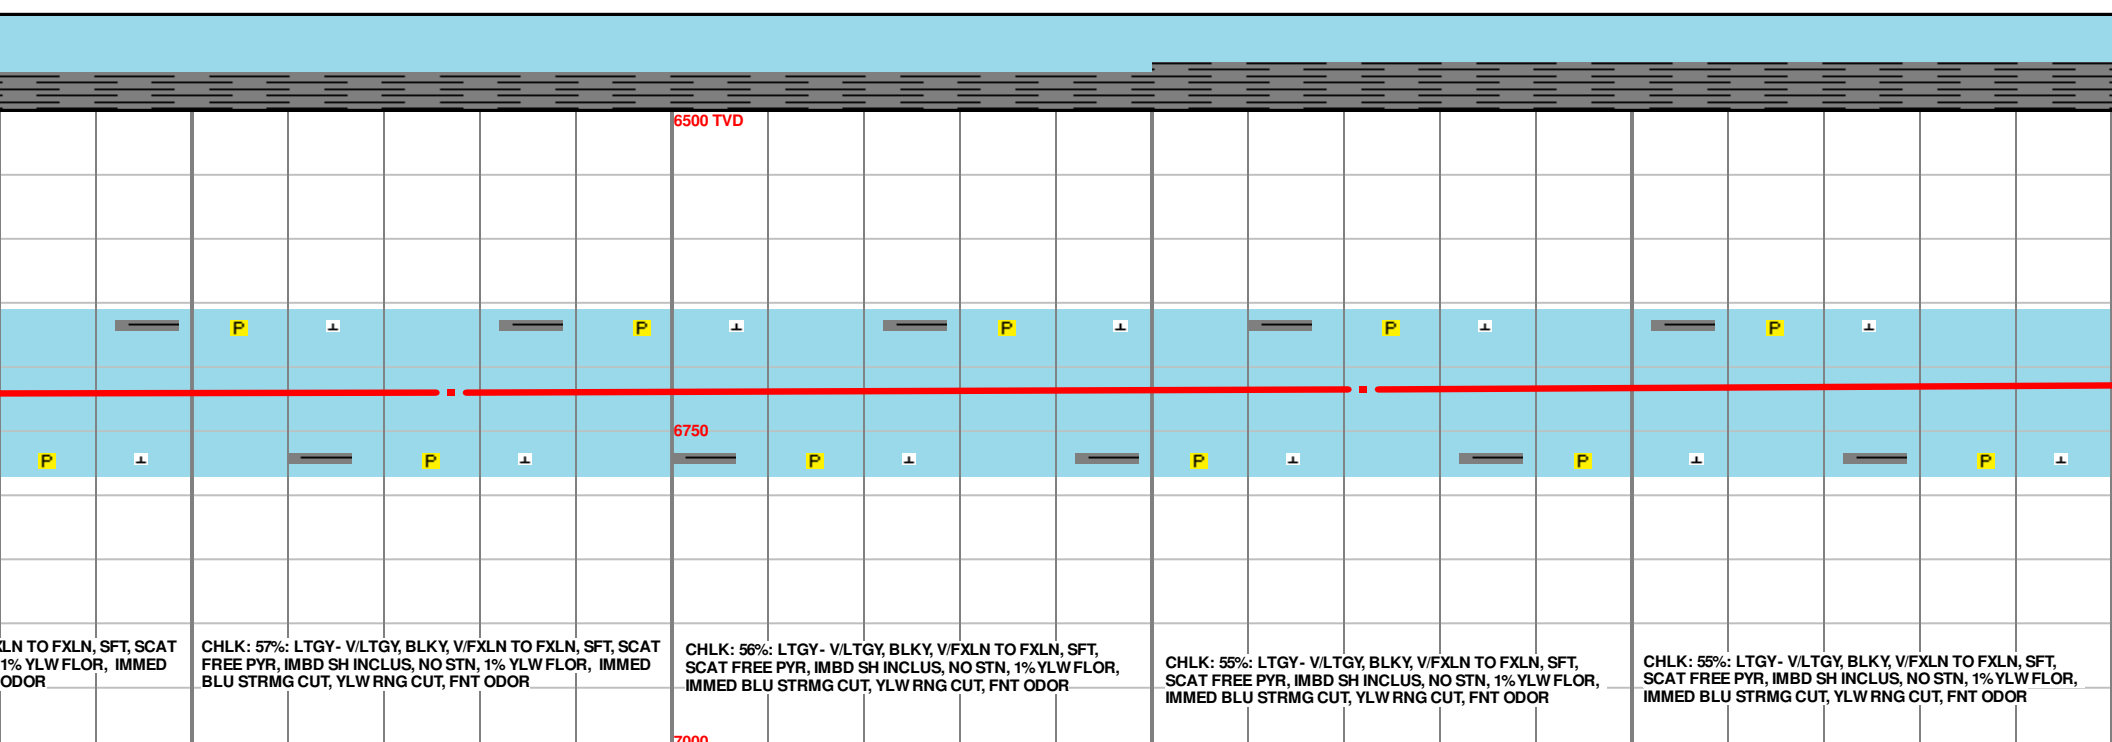 6500 TVD
P
P
P
P
P
6750
P
P
P
P
P
P
LN TO FXLN, SFT, SCAT
1% YLW FLOR, IMMED
ODOR
CHLK: 57%: LTGY- V/LTGY, BLKY, V/FXLN TO FXLN, SFT, SCAT
FREE PYR, IMBD SH INCLUS, NO STN, 1% YLW FLOR, IMMED
BLU STRMG CUT, YLW RNG CUT, FNT ODOR
CHLK: 56%: LTGY- V/LTGY, BLKY, V/FXLN TO FXLN, SFT,
SCAT FREE PYR, IMBD SH INCLUS, NO STN, 1% YLW FLOR,
IMMED BLU STRMG CUT, YLW RNG CUT, FNT ODOR
CHLK: 55%: LTGY- V/LTGY, BLKY, V/FXLN TO FXLN, SFT,
SCAT FREE PYR, IMBD SH INCLUS, NO STN, 1% YLW FLOR,
IMMED BLU STRMG CUT, YLW RNG CUT, FNT ODOR
CHLK: 55%: LTGY- V/LTGY, BLKY, V/FXLN TO FXLN, SFT,
SCAT FREE PYR, IMBD SH INCLUS, NO STN, 1% YLW FLOR,
IMMED BLU STRMG CUT, YLW RNG CUT, FNT ODOR
7000